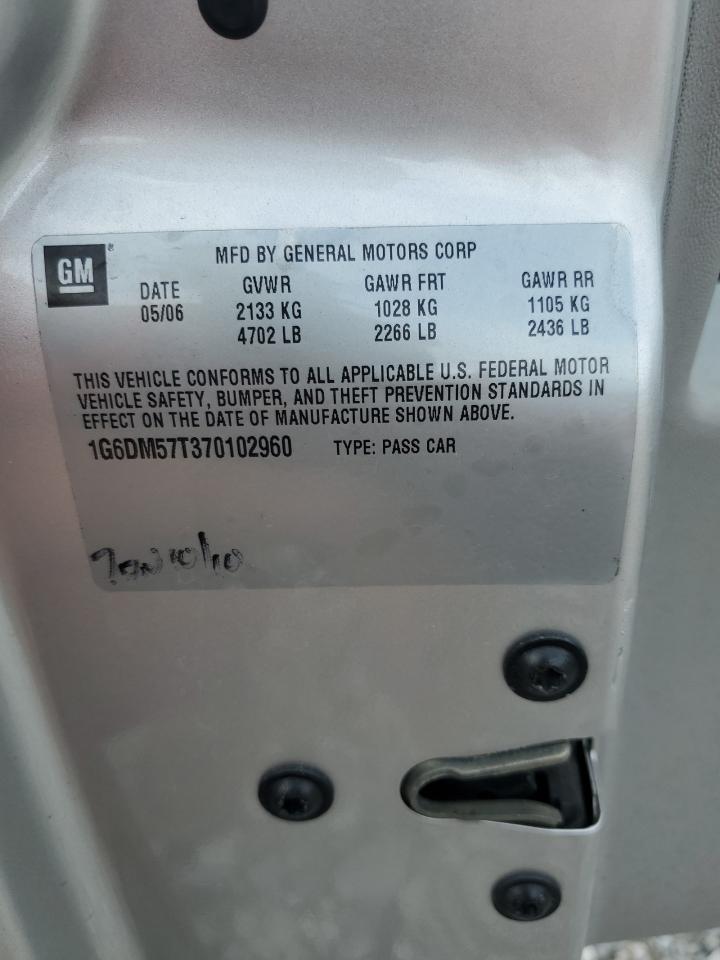 GM ®
MFD BY GENERAL MOTORS CORP
DATE GVWR GAWR FRT GAWR RR
05/06 2133 KG 1028 KG 1105 KG
4702 LB 2266 LB 2436 LB
THIS VEHICLE CONFORMS TO ALL APPLICABLE U.S. FEDERAL MOTOR
VEHICLE SAFETY, BUMPER, AND THEFT PREVENTION STANDARDS IN
EFFECT ON THE DATE OF MANUFACTURE SHOWN ABOVE.
1G6DM57T370102960 TYPE: PASS CAR